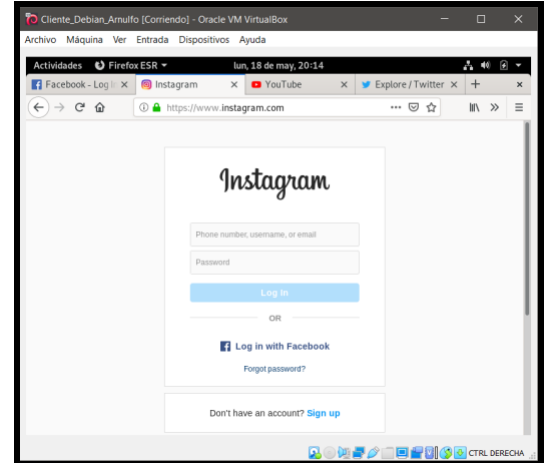 Cliente_Debian_Arnulfo [Corriendo] - Oracle VM VirtualBox
Archivo Máquina Ver Entrada Dispositivos Ayuda
Actividades Firefox ESR lun, 18 de may, 20:14
Facebook - Log I Instagram YouTube Explore / Twitter
https://www.instagram.com
Instagram
Phone number, username, or email
Password
Log In
OR
Log in with Facebook
Forgot password?
Don't have an account? Sign up
CTRL DERECHA